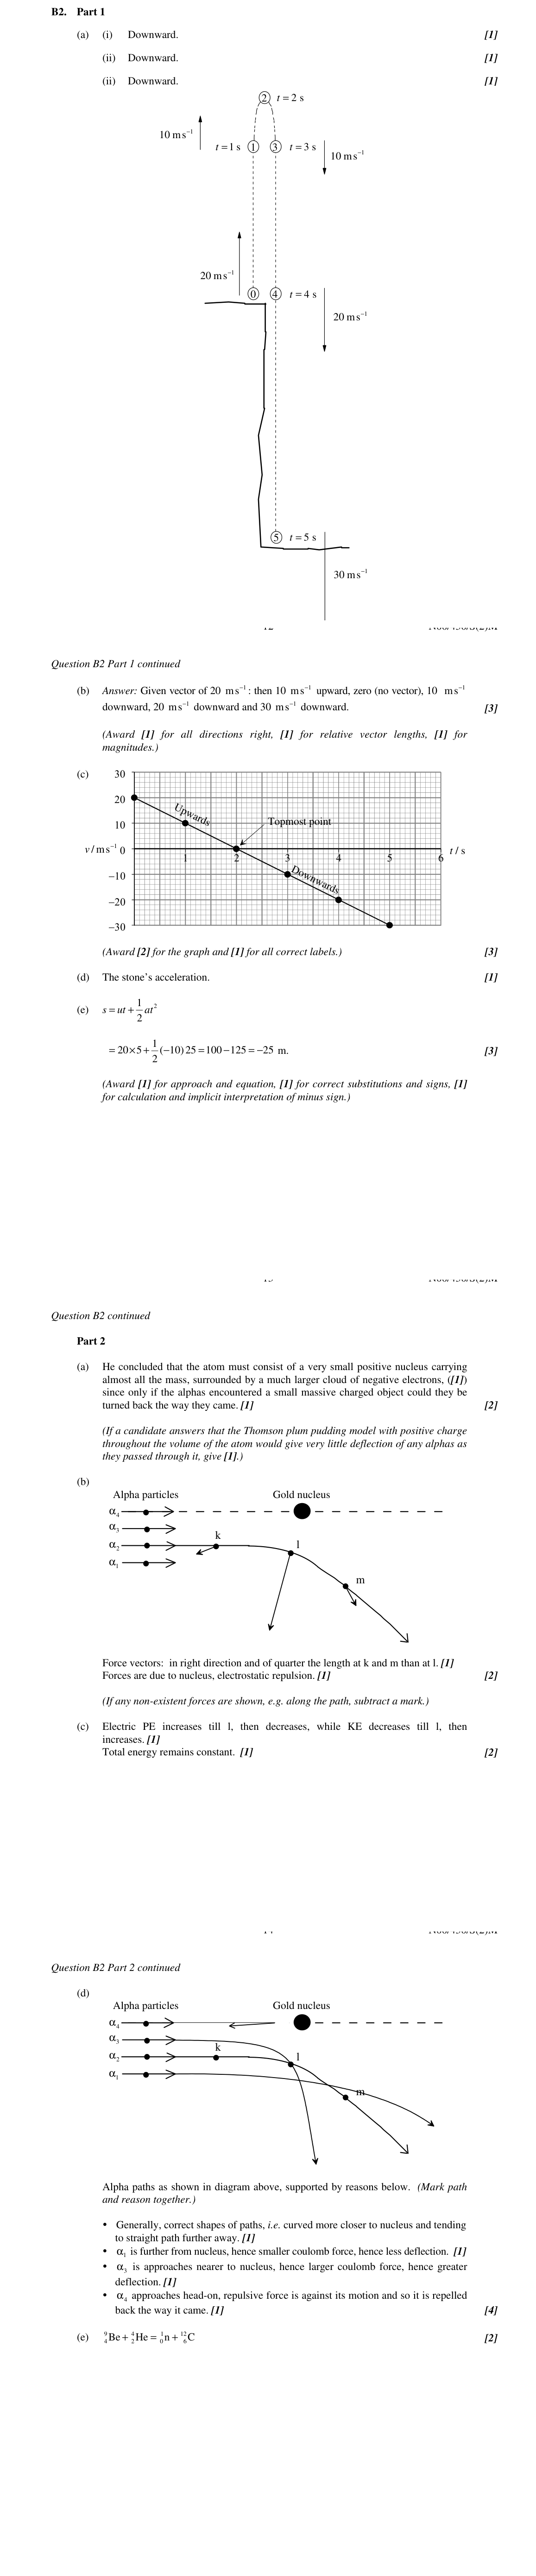 B2. Part 1
(a) (i) Downward. [1]
(ii) Downward. [1]
(ii) Downward. [1]
2 t = 2 s
10 ms⁻¹
t = 1 s 1 3 t = 3 s
10 ms⁻¹
20 ms⁻¹
0 4 t = 4 s
20 ms⁻¹
5 t = 5 s
30 ms⁻¹
Question B2 Part 1 continued
(b) Answer: Given vector of 20 ms⁻¹: then 10 ms⁻¹ upward, zero (no vector), 10 ms⁻¹
downward, 20 ms⁻¹ downward and 30 ms⁻¹ downward. [3]
(Award [1] for all directions right, [1] for relative vector lengths, [1] for
magnitudes.)
(c) 30
20
10
v / ms⁻¹ 0
−10
−20
−30
1 2 3 4 5 6 t / s
Upwards
Topmost point
Downwards
(Award [2] for the graph and [1] for all correct labels.) [3]
(d) The stone's acceleration. [1]
(e) s = ut + 1/2 at²
= 20×5 + 1/2 (−10) 25 = 100 − 125 = −25 m. [3]
(Award [1] for approach and equation, [1] for correct substitutions and signs, [1]
for calculation and implicit interpretation of minus sign.)
Question B2 continued
Part 2
(a) He concluded that the atom must consist of a very small positive nucleus carrying
almost all the mass, surrounded by a much larger cloud of negative electrons, ([1])
since only if the alphas encountered a small massive charged object could they be
turned back the way they came. [1] [2]
(If a candidate answers that the Thomson plum pudding model with positive charge
throughout the volume of the atom would give very little deflection of any alphas as
they passed through it, give [1].)
(b)
Alpha particles Gold nucleus
α₄
α₃
α₂ k l
α₁
m
Force vectors: in right direction and of quarter the length at k and m than at l. [1]
Forces are due to nucleus, electrostatic repulsion. [1] [2]
(If any non-existent forces are shown, e.g. along the path, subtract a mark.)
(c) Electric PE increases till l, then decreases, while KE decreases till l, then
increases. [1]
Total energy remains constant. [1] [2]
Question B2 Part 2 continued
(d)
Alpha particles Gold nucleus
α₄
α₃
α₂ k l
α₁
m
Alpha paths as shown in diagram above, supported by reasons below. (Mark path
and reason together.)
• Generally, correct shapes of paths, i.e. curved more closer to nucleus and tending
to straight path further away. [1]
• α₁ is further from nucleus, hence smaller coulomb force, hence less deflection. [1]
• α₃ is approaches nearer to nucleus, hence larger coulomb force, hence greater
deflection. [1]
• α₄ approaches head-on, repulsive force is against its motion and so it is repelled
back the way it came. [1] [4]
(e) ⁹₄Be + ⁴₂He = ¹₀n + ¹²₆C [2]